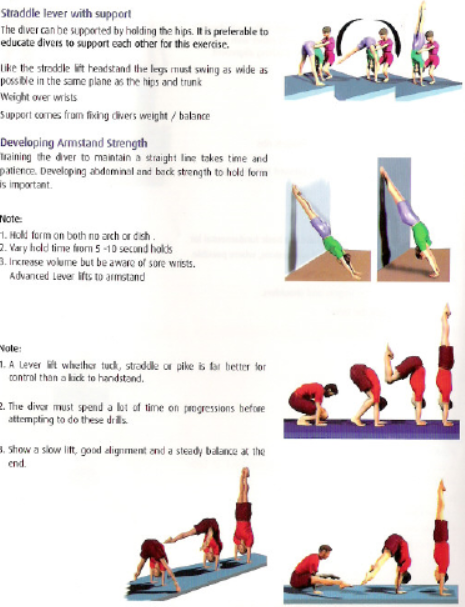 Straddle lever with support
The diver can be supported by holding the hips. It is preferable to
educate divers to support each other for this exercise.
Like the straddle lift headstand the legs must swing as wide as
possible in the same plane as the hips and trunk
Weight over wrists
Support comes from fixing divers weight / balance
Developing Armstand Strength
Training the diver to maintain a straight line takes time and
patience. Developing abdominal and back strength to hold form
is important.
Note:
1. Hold form on both no arch or dish .
2. Vary hold time from 5 -10 second holds
3. Increase volume but be aware of sore wrists.
Advanced Lever lifts to armstand
Note:
1. A Lever lift whether tuck, straddle or pike is far better for
control than a kick to handstand.
2. The diver must spend a lot of time on progressions before
attempting to do these drills.
3. Show a slow lift, good alignment and a steady balance at the
end.